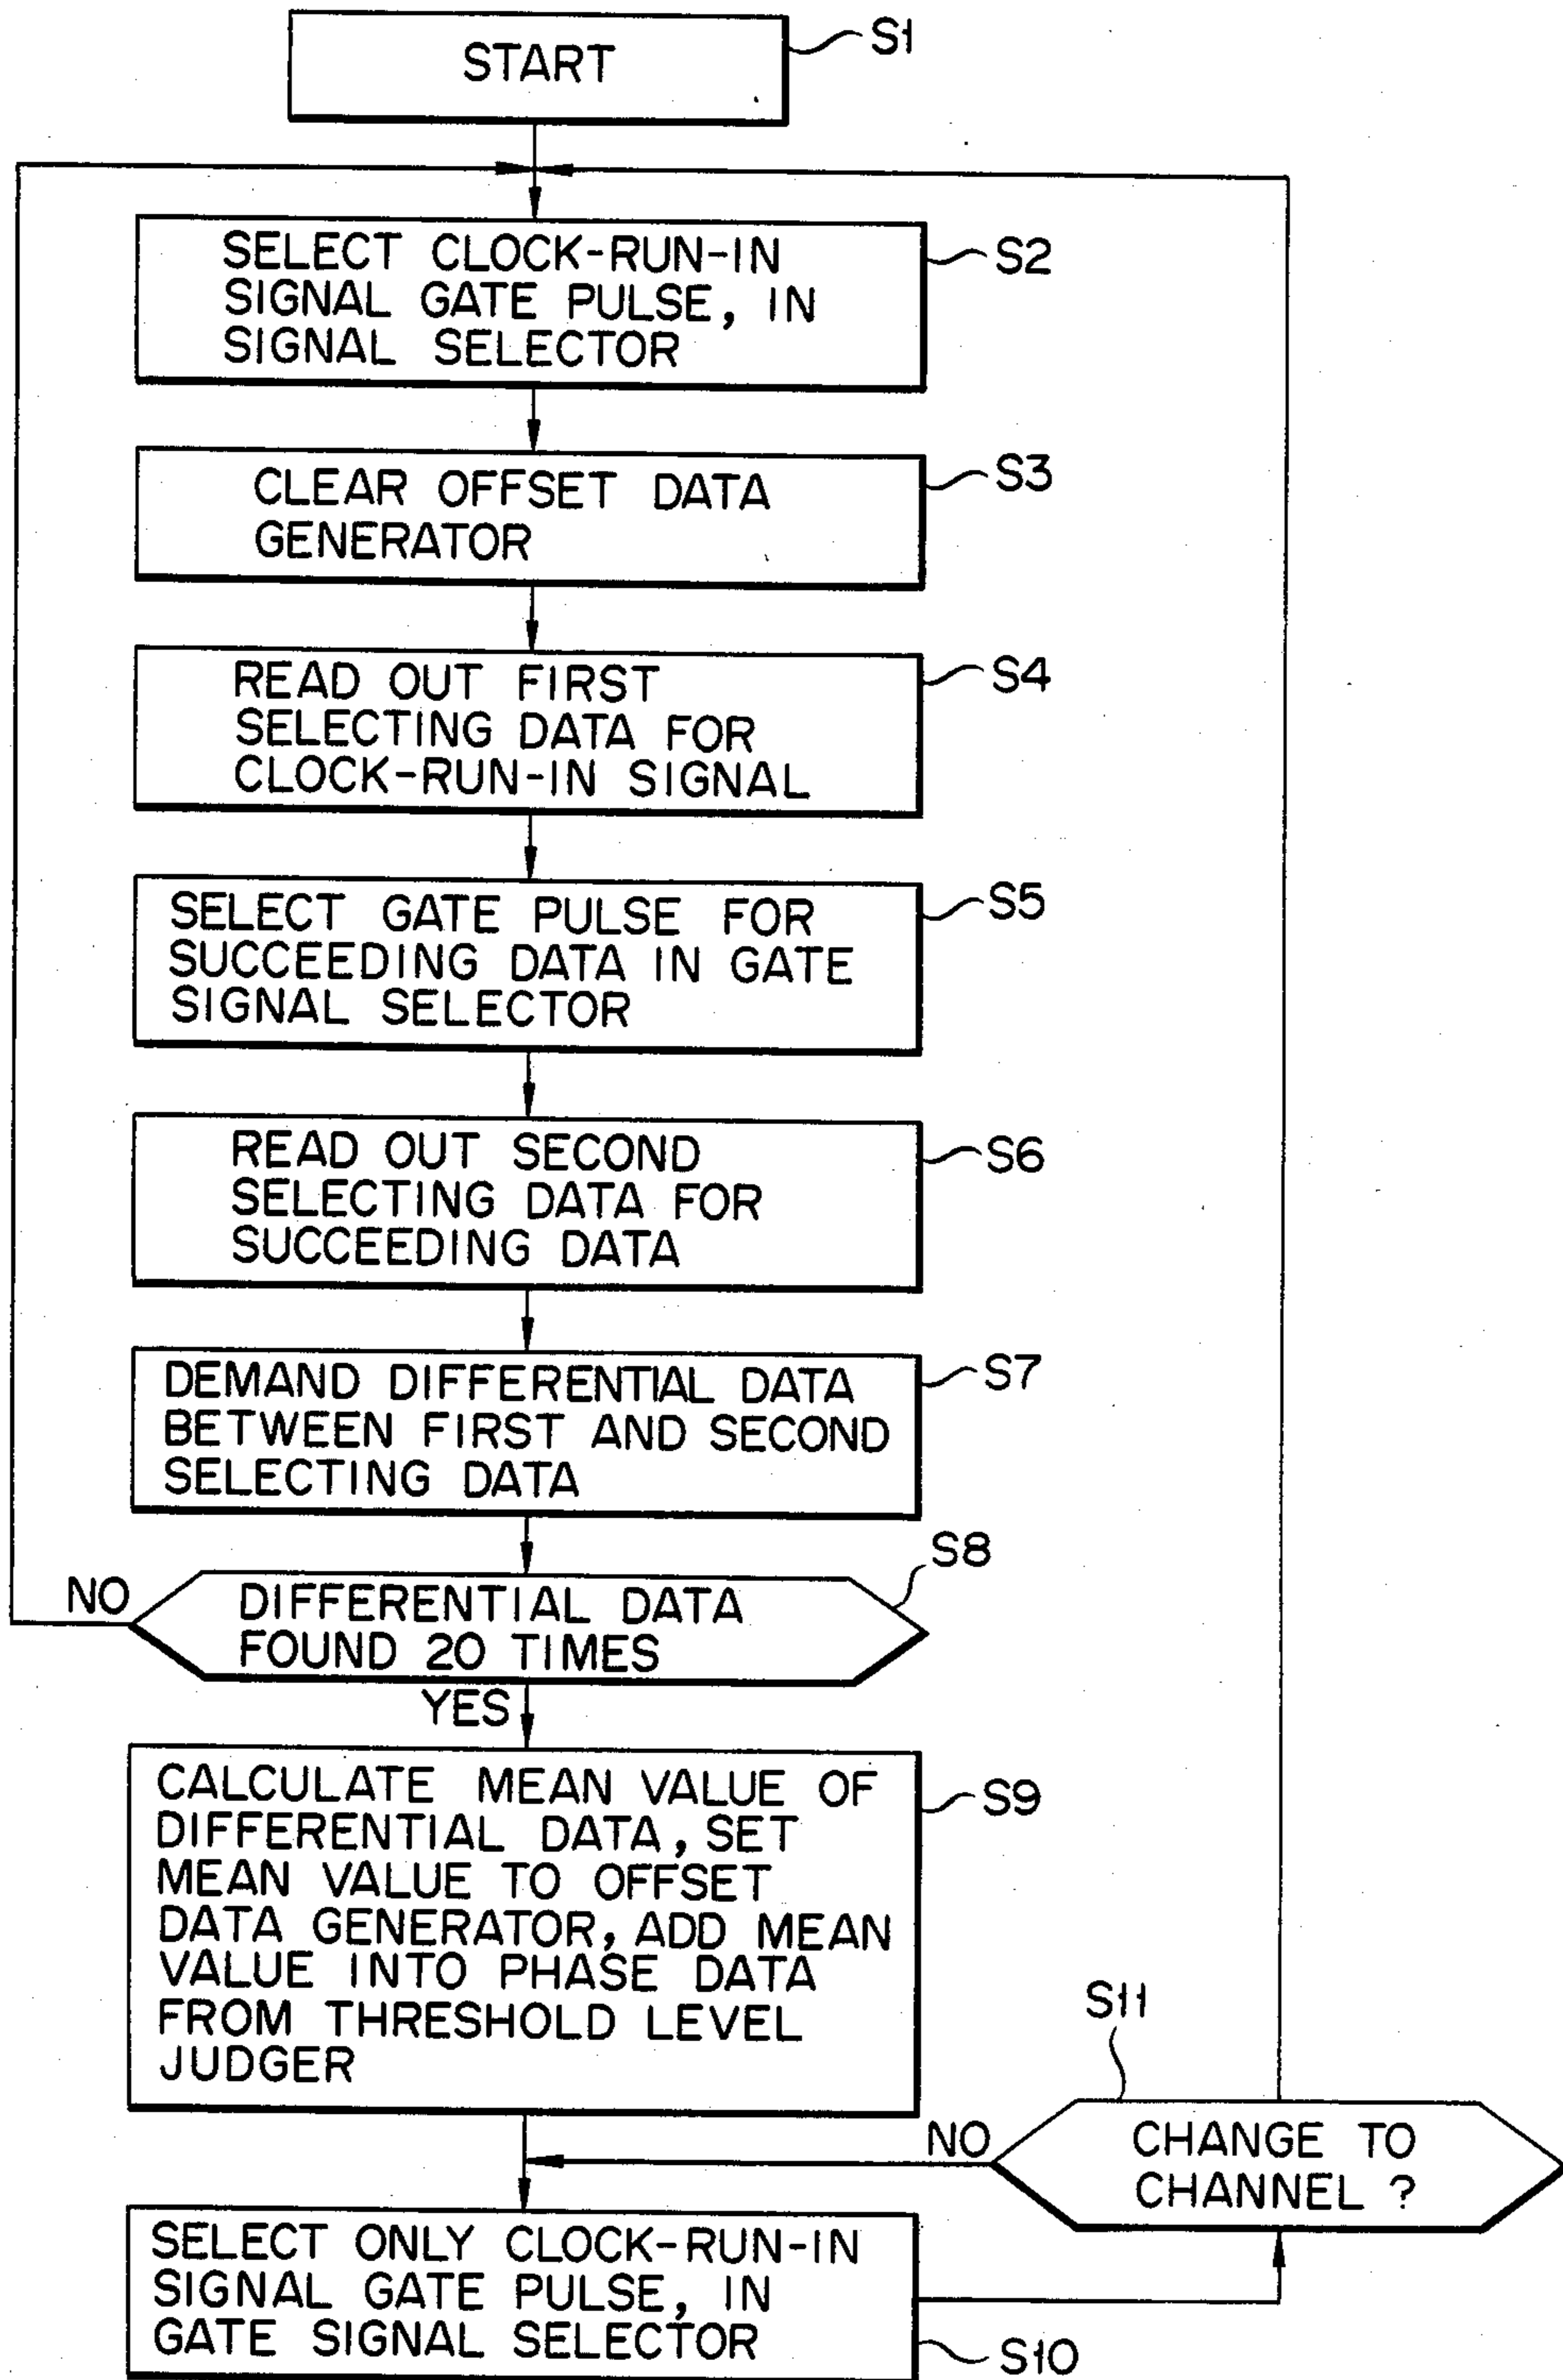 START
S1
SELECT CLOCK-RUN-IN
SIGNAL GATE PULSE, IN
SIGNAL SELECTOR
S2
CLEAR OFFSET DATA
GENERATOR
S3
READ OUT FIRST
SELECTING DATA FOR
CLOCK-RUN-IN SIGNAL
S4
SELECT GATE PULSE FOR
SUCCEEDING DATA IN GATE
SIGNAL SELECTOR
S5
READ OUT SECOND
SELECTING DATA FOR
SUCCEEDING DATA
S6
DEMAND DIFFERENTIAL DATA
BETWEEN FIRST AND SECOND
SELECTING DATA
S7
S8
NO
DIFFERENTIAL DATA
FOUND 20 TIMES
YES
CALCULATE MEAN VALUE OF
DIFFERENTIAL DATA, SET
MEAN VALUE TO OFFSET
DATA GENERATOR, ADD MEAN
VALUE INTO PHASE DATA
FROM THRESHOLD LEVEL
JUDGER
S9
S11
NO
CHANGE TO
CHANNEL ?
SELECT ONLY CLOCK-RUN-IN
SIGNAL GATE PULSE, IN
GATE SIGNAL SELECTOR
S10